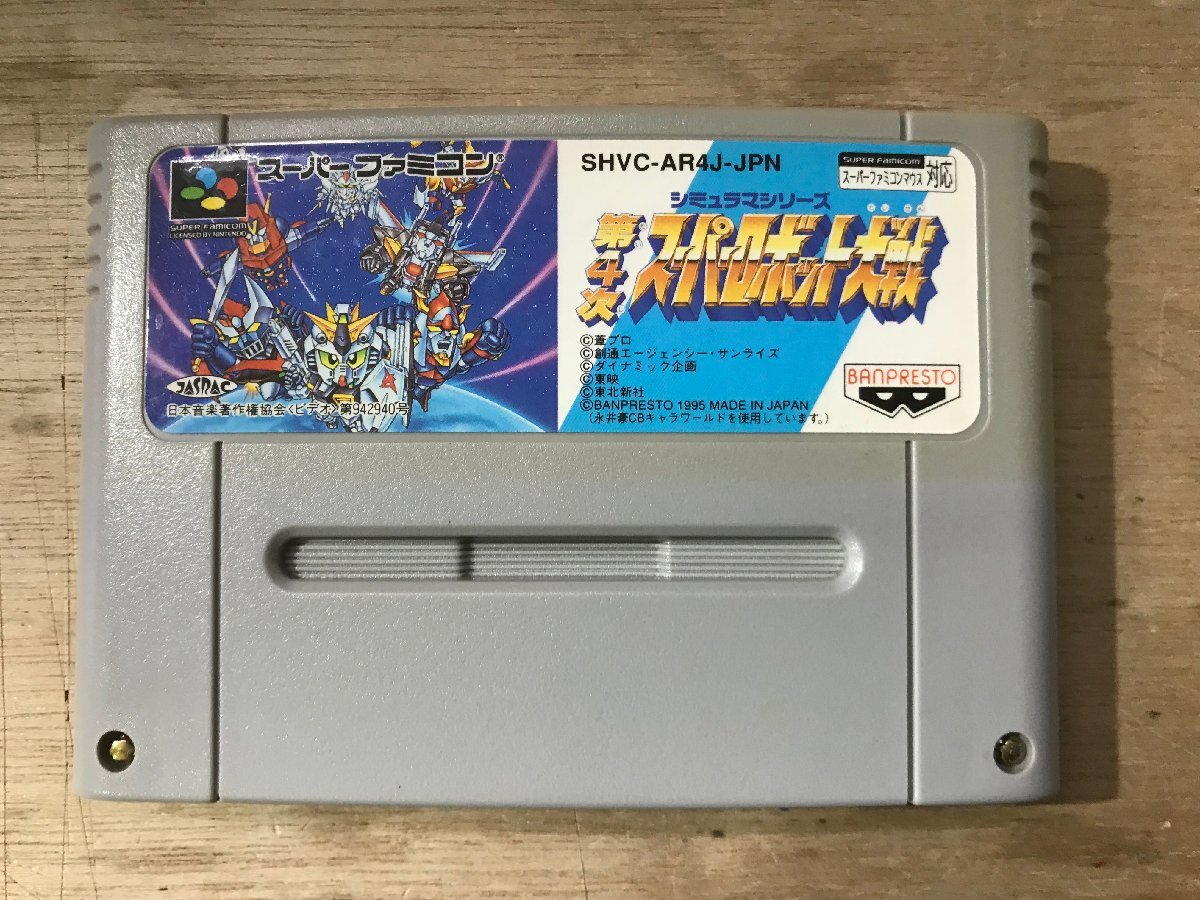 スーパーファミコン®
SUPER FAMICOM
LICENSED BY NINTENDO
JASRAC
日本音楽著作権協会〈ビデオ〉第942940号
SHVC-AR4J-JPN
SUPER FAMICOM
スーパーファミコンマウス
対応
シミュラマシリーズ
第4次
スーパーロボット大戦
©葦プロ
©創通エージェンシー・サンライズ
©ダイナミック企画
©東映
©東北新社
©BANPRESTO 1995 MADE IN JAPAN
(永井豪CBキャラワールドを使用しています。)
BANPRESTO